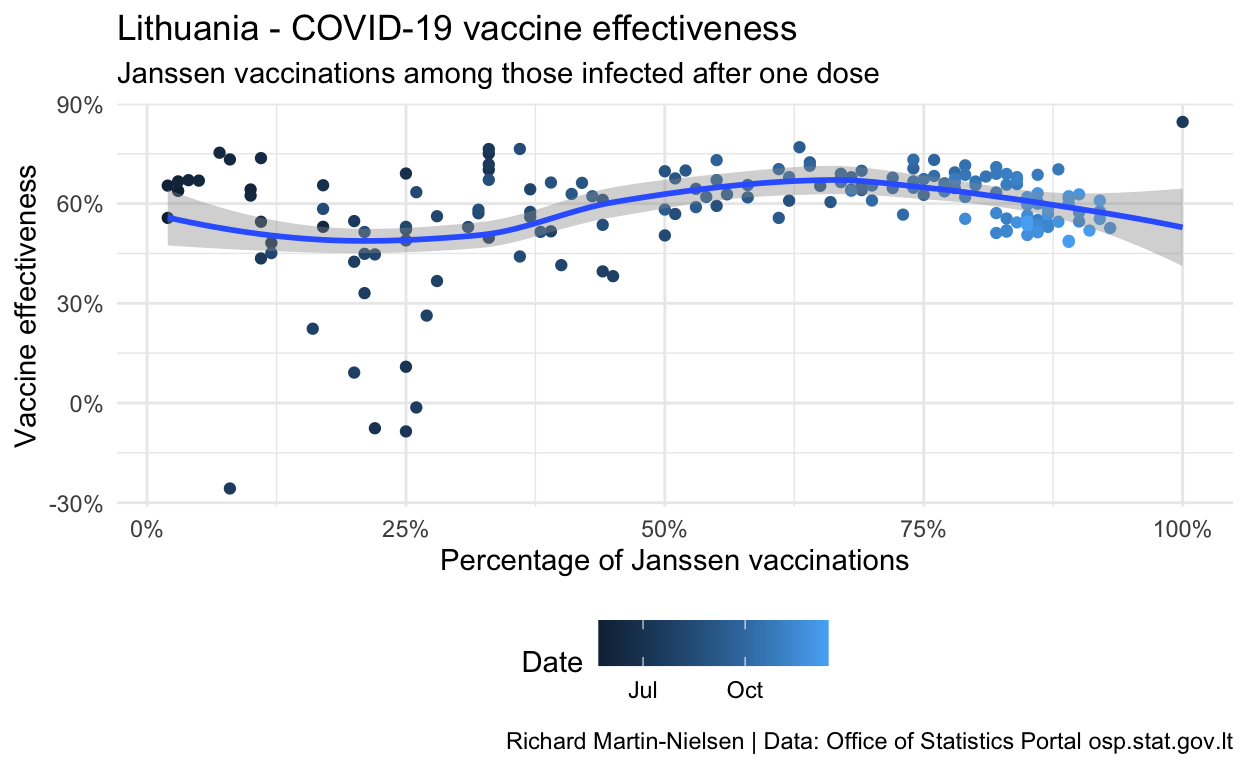 Lithuania - COVID-19 vaccine effectiveness
Janssen vaccinations among those infected after one dose
90%
60%
30%
0%
-30%
Vaccine effectiveness
0% 25% 50% 75% 100%
Percentage of Janssen vaccinations
Date
Jul Oct
Richard Martin-Nielsen | Data: Office of Statistics Portal osp.stat.gov.lt